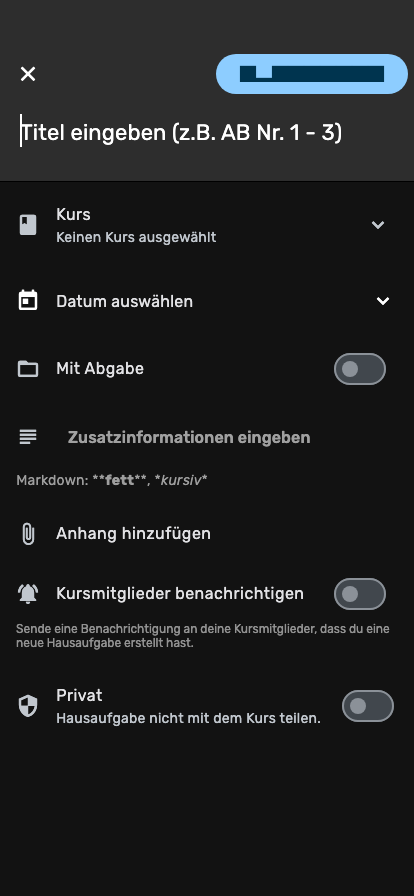 Titel eingeben (z.B. AB Nr. 1 - 3)
Kurs
Keinen Kurs ausgewählt
Datum auswählen
Mit Abgabe
Zusatzinformationen eingeben
Markdown: **fett**, *kursiv*
Anhang hinzufügen
Kursmitglieder benachrichtigen
Sende eine Benachrichtigung an deine Kursmitglieder, dass du eine
neue Hausaufgabe erstellt hast.
Privat
Hausaufgabe nicht mit dem Kurs teilen.